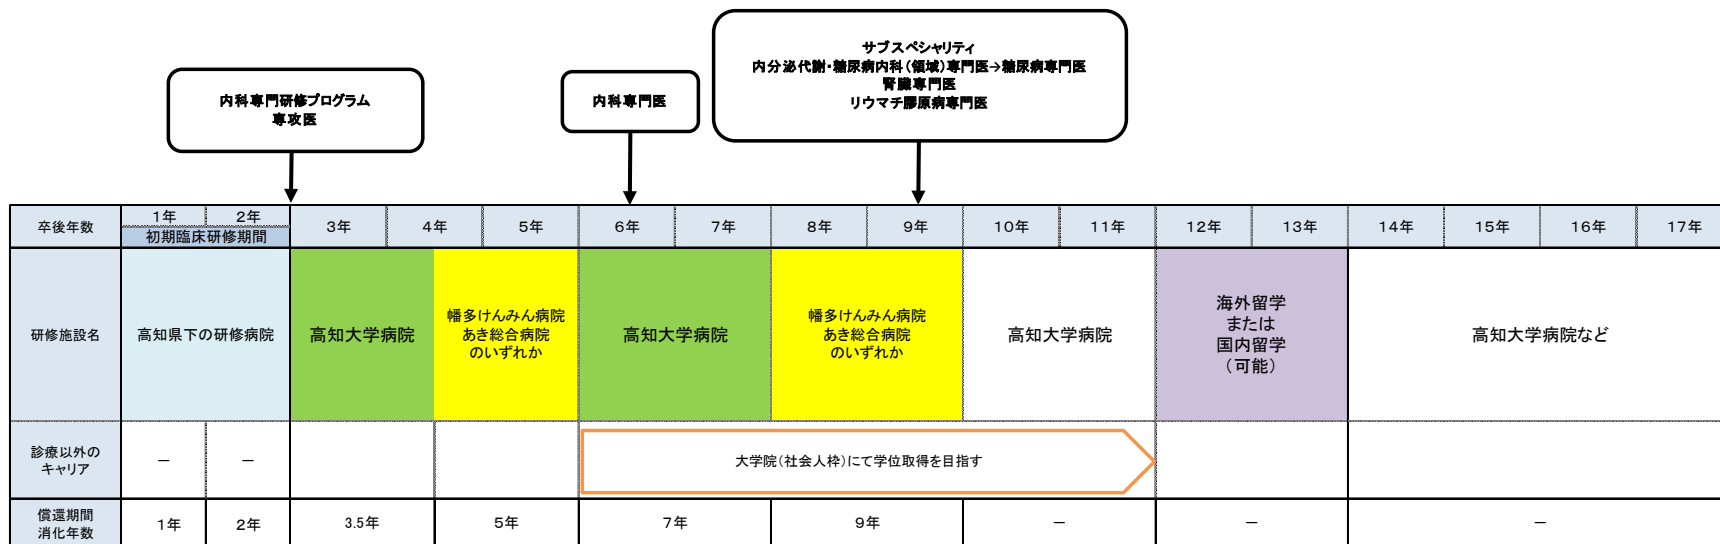 サブスペシャリティ
内分泌代謝・糖尿病内科（領域）専門医→糖尿病専門医
腎臓専門医
リウマチ膠原病専門医
内科専門研修プログラム
専攻医
内科専門医
卒後年数
1年
2年
初期臨床研修期間
3年
4年
5年
6年
7年
8年
9年
10年
11年
12年
13年
14年
15年
16年
17年
研修施設名
高知県下の研修病院
高知大学病院
幡多けんみん病院
あき総合病院
のいずれか
高知大学病院
幡多けんみん病院
あき総合病院
のいずれか
高知大学病院
海外留学
または
国内留学
（可能）
高知大学病院など
診療以外の
キャリア
－
－
大学院（社会人枠）にて学位取得を目指す
償還期間
消化年数
1年
2年
3.5年
5年
7年
9年
－
－
－